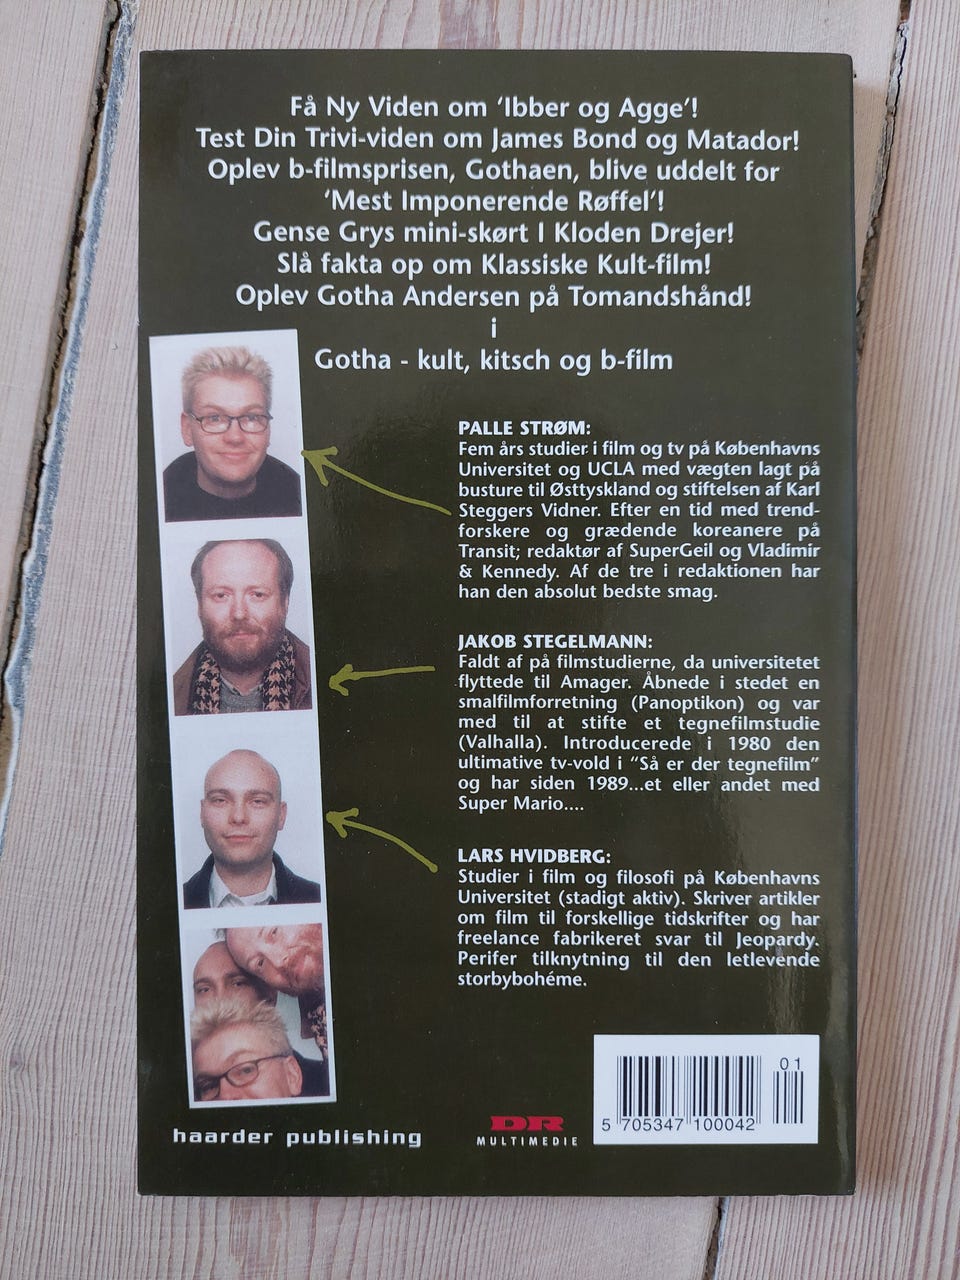 Få Ny Viden om 'Ibber og Agge'!
Test Din Trivi-viden om James Bond og Matador!
Oplev b-filmsprisen, Gothaen, blive uddelt for
'Mest Imponerende Røffel'!
Gense Grys mini-skørt I Kloden Drejer!
Slå fakta op om Klassiske Kult-film!
Oplev Gotha Andersen på Tomandshånd!
i
Gotha - kult, kitsch og b-film
PALLE STRØM:
Fem års studier i film og tv på Københavns
Universitet og UCLA med vægten lagt på
busture til Østtyskland og stiftelsen af Karl
Steggers Vidner. Efter en tid med trend-
forskere og grædende koreanere på
Transit; redaktør af SuperGeil og Vladimir
& Kennedy. Af de tre i redaktionen har
han den absolut bedste smag.
JAKOB STEGELMANN:
Faldt af på filmstudierne, da universitetet
flyttede til Amager. Åbnede i stedet en
smalfilmforretning (Panoptikon) og var
med til at stifte et tegnefilmstudie
(Valhalla). Introducerede i 1980 den
ultimative tv-vold i "Så er der tegnefilm"
og har siden 1989...et eller andet med
Super Mario....
LARS HVIDBERG:
Studier i film og filosofi på Københavns
Universitet (stadigt aktiv). Skriver artikler
om film til forskellige tidskrifter og har
freelance fabrikeret svar til Jeopardy.
Perifer tilknytning til den letlevende
storbybohéme.
haarder publishing
DR
MULTIMEDIE
01
5 705347 100042